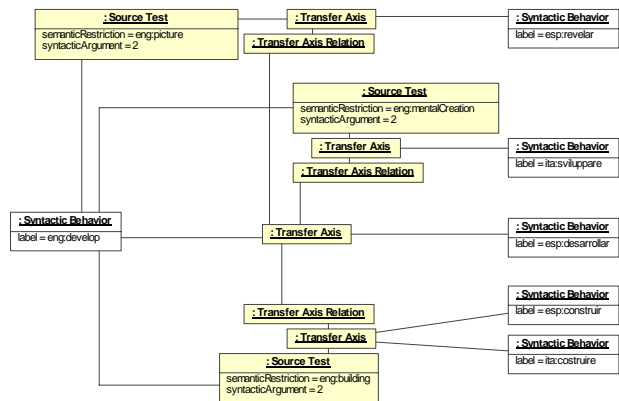 : Source Test
semanticRestriction = eng:picture
syntacticArgument = 2
: Transfer Axis
: Transfer Axis Relation
: Syntactic Behavior
label = esp:revelar
: Source Test
semanticRestriction = eng:mentalCreation
syntacticArgument = 2
: Transfer Axis
: Transfer Axis Relation
: Syntactic Behavior
label = ita:sviluppare
: Syntactic Behavior
label = eng:develop
: Transfer Axis
: Syntactic Behavior
label = esp:desarrollar
: Transfer Axis Relation
: Transfer Axis
: Syntactic Behavior
label = esp:construir
: Syntactic Behavior
label = ita:costruire
: Source Test
semanticRestriction = eng:building
syntacticArgument = 2